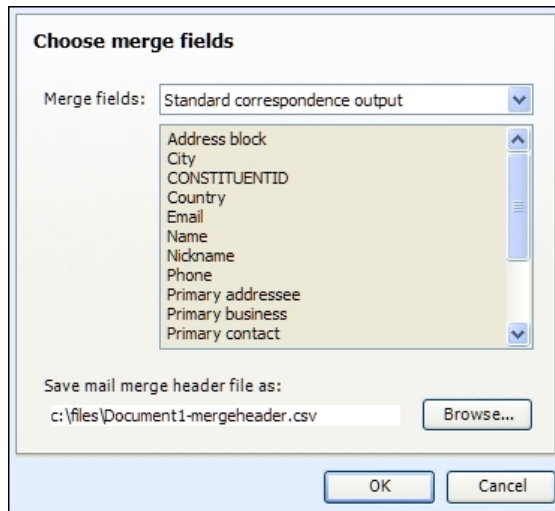 Choose merge fields
Merge fields: Standard correspondence output
Address block
City
CONSTITUENTID
Country
Email
Name
Nickname
Phone
Primary addressee
Primary business
Primary contact
Save mail merge header file as:
c:\files\Document1-mergeheader.csv Browse...
OK Cancel